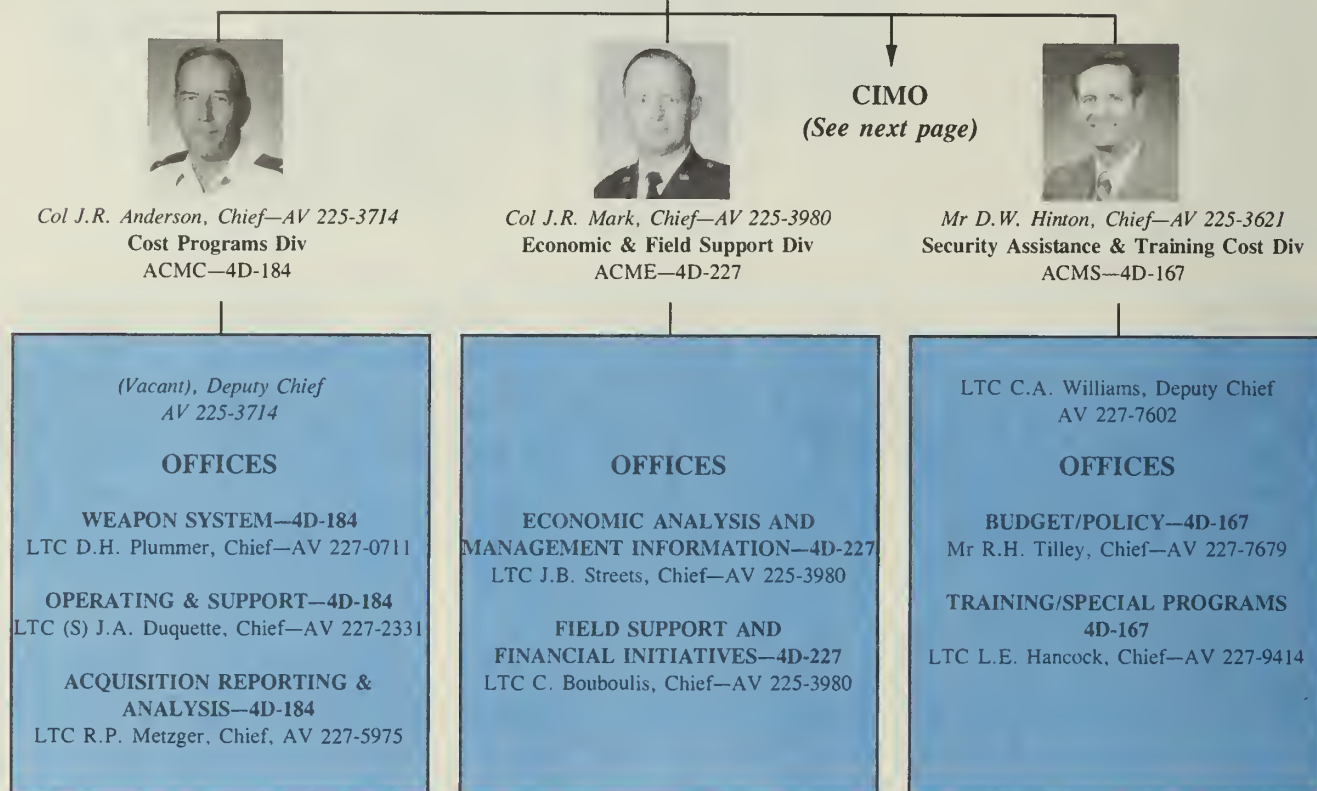 CIMO
(See next page)
Col J.R. Anderson, Chief—AV 225-3714
Cost Programs Div
ACMC—4D-184
Col J.R. Mark, Chief—AV 225-3980
Economic & Field Support Div
ACME—4D-227
Mr D.W. Hinton, Chief—AV 225-3621
Security Assistance & Training Cost Div
ACMS—4D-167
(Vacant), Deputy Chief
AV 225-3714
OFFICES
WEAPON SYSTEM—4D-184
LTC D.H. Plummer, Chief—AV 227-0711
OPERATING & SUPPORT—4D-184
LTC (S) J.A. Duquette, Chief—AV 227-2331
ACQUISITION REPORTING &
ANALYSIS—4D-184
LTC R.P. Metzger, Chief, AV 227-5975
OFFICES
ECONOMIC ANALYSIS AND
MANAGEMENT INFORMATION—4D-227
LTC J.B. Streets, Chief—AV 225-3980
FIELD SUPPORT AND
FINANCIAL INITIATIVES—4D-227
LTC C. Bouboulis, Chief—AV 225-3980
LTC C.A. Williams, Deputy Chief
AV 227-7602
OFFICES
BUDGET/POLICY—4D-167
Mr R.H. Tilley, Chief—AV 227-7679
TRAINING/SPECIAL PROGRAMS
4D-167
LTC L.E. Hancock, Chief—AV 227-9414